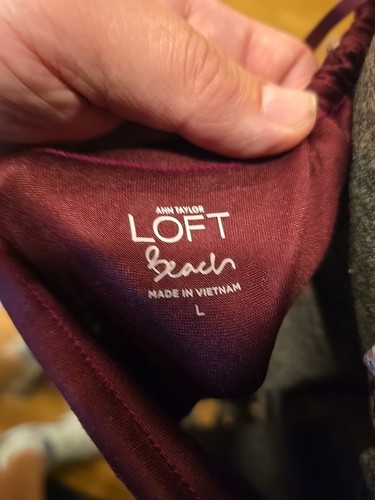 ANN TAYLOR
LOFT
Beach
MADE IN VIETNAM
L